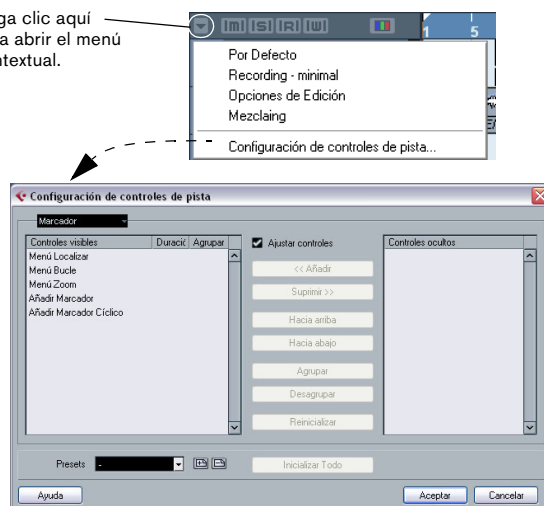 ga clic aquí
a abrir el menú
ntextual.
m S R W
1 5
Por Defecto
Recording - minimal
Opciones de Edición
Mezclaing
Configuración de controles de pista...
Configuración de controles de pista
Marcador
Controles visibles Duració Agrupar
Menú Localizar
Menú Bucle
Menú Zoom
Añadir Marcador
Añadir Marcador Cíclico
Ajustar controles
<< Añadir
Suprimir >>
Hacia arriba
Hacia abajo
Agrupar
Desagrupar
Reinicializar
Controles ocultos
Presets -
Inicializar Todo
Ayuda
Aceptar
Cancelar